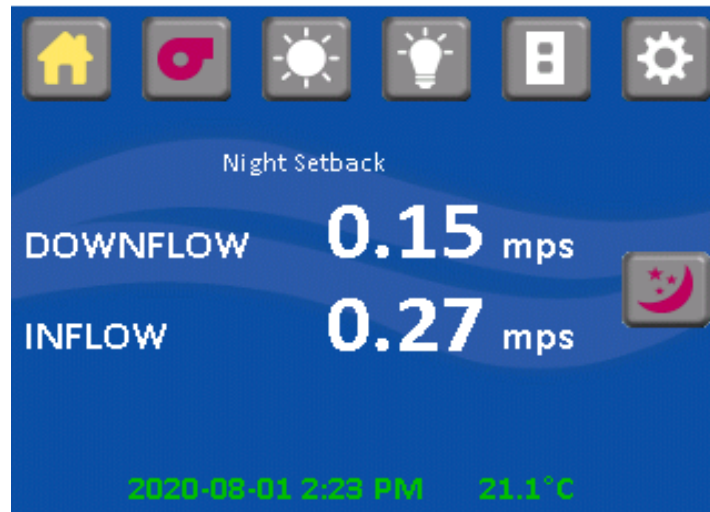 Night Setback
DOWNFLOW 0.15 mps
INFLOW 0.27 mps
2020-08-01 2:23 PM 21.1°C